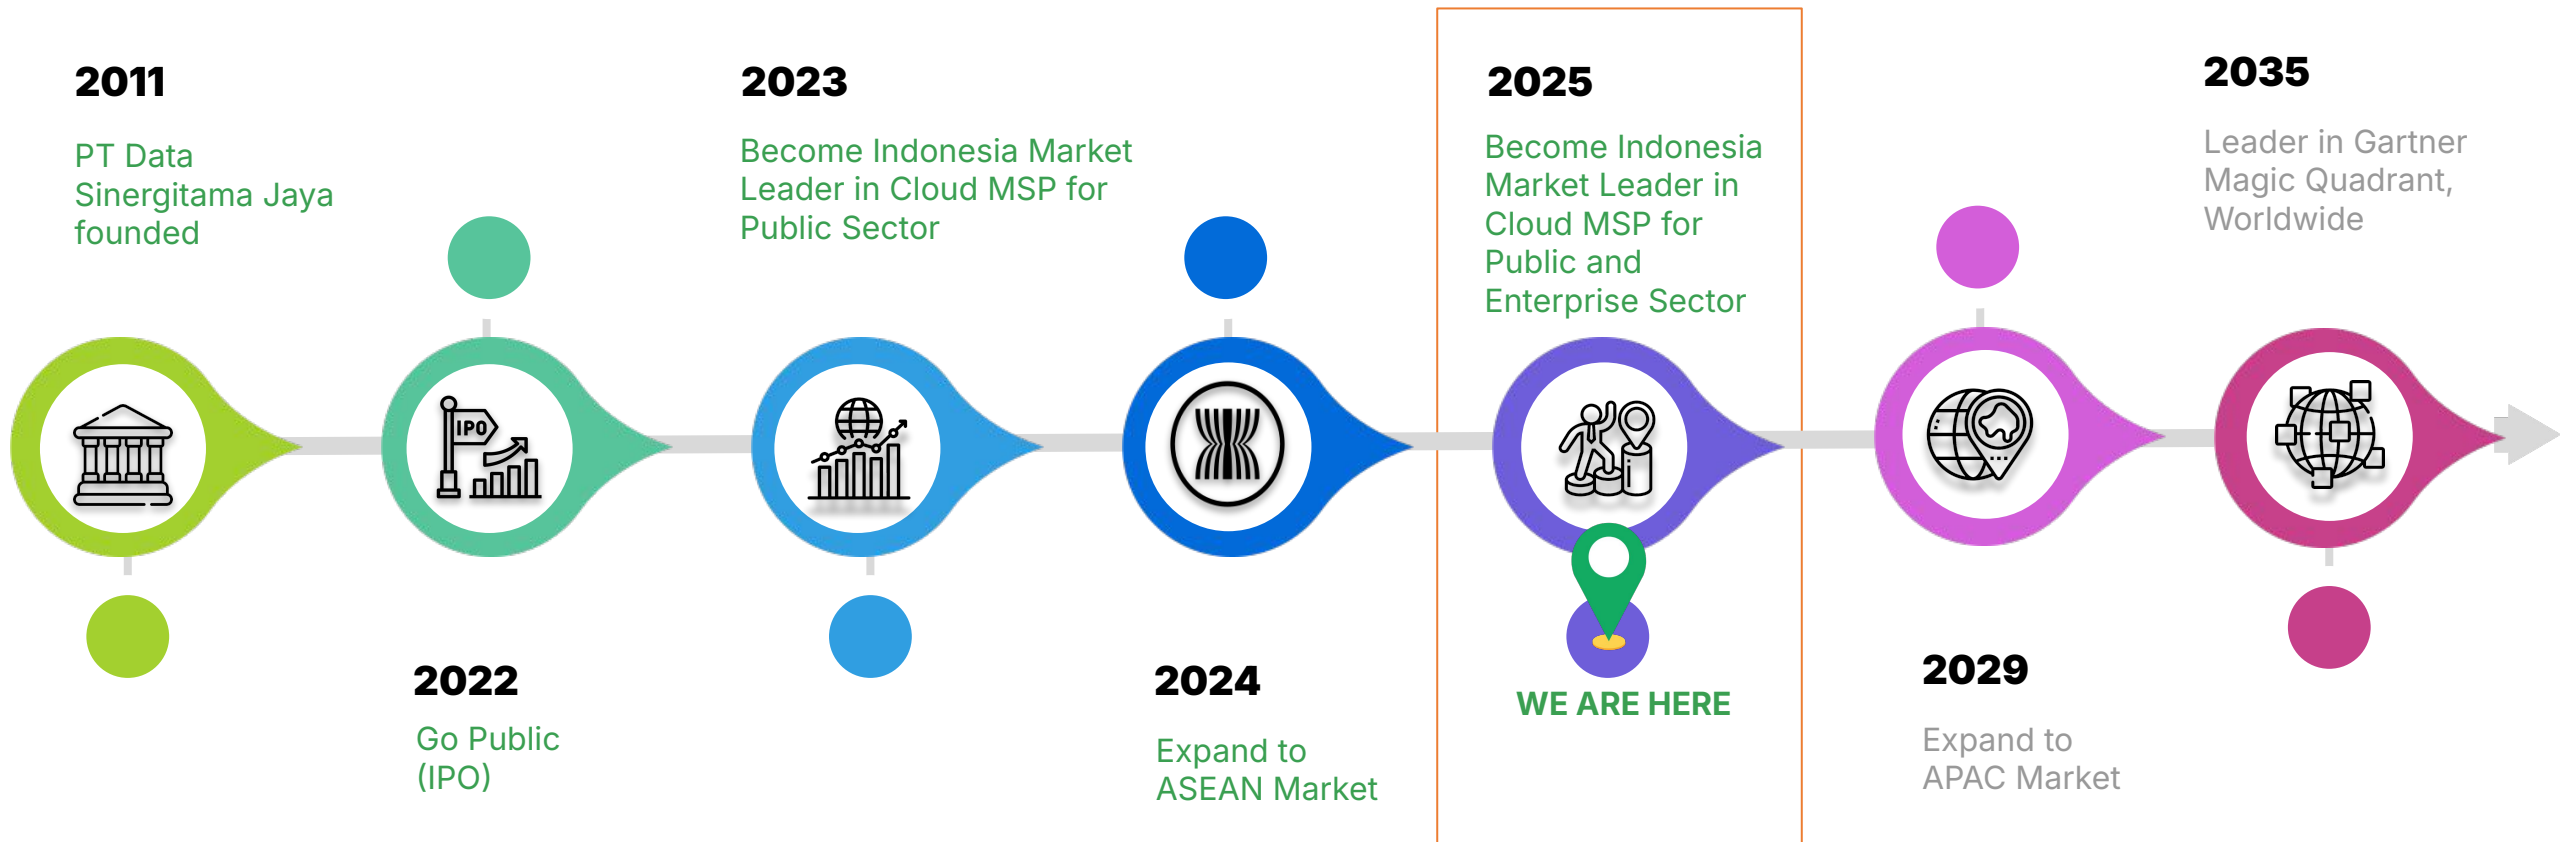 2011
PT Data
Sinergitama Jaya
founded
IPO
2022
Go Public
(IPO)
2023
Become Indonesia Market
Leader in Cloud MSP for
Public Sector
2024
Expand to
ASEAN Market
2025
Become Indonesia
Market Leader in
Cloud MSP for
Public and
Enterprise Sector
WE ARE HERE
2029
Expand to
APAC Market
2035
Leader in Gartner
Magic Quadrant,
Worldwide